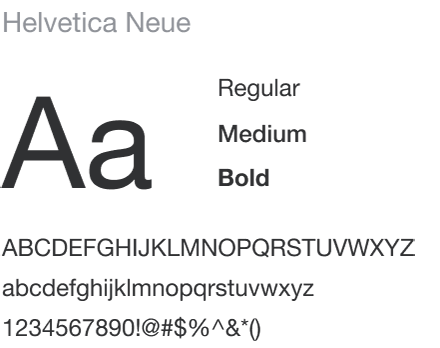 Helvetica Neue
Aa
Regular
Medium
Bold
ABCDEFGHIJKLMNOPQRSTUVWXYZ
abcdefghijklmnopqrstuvwxyz
1234567890!@#$%^&*()